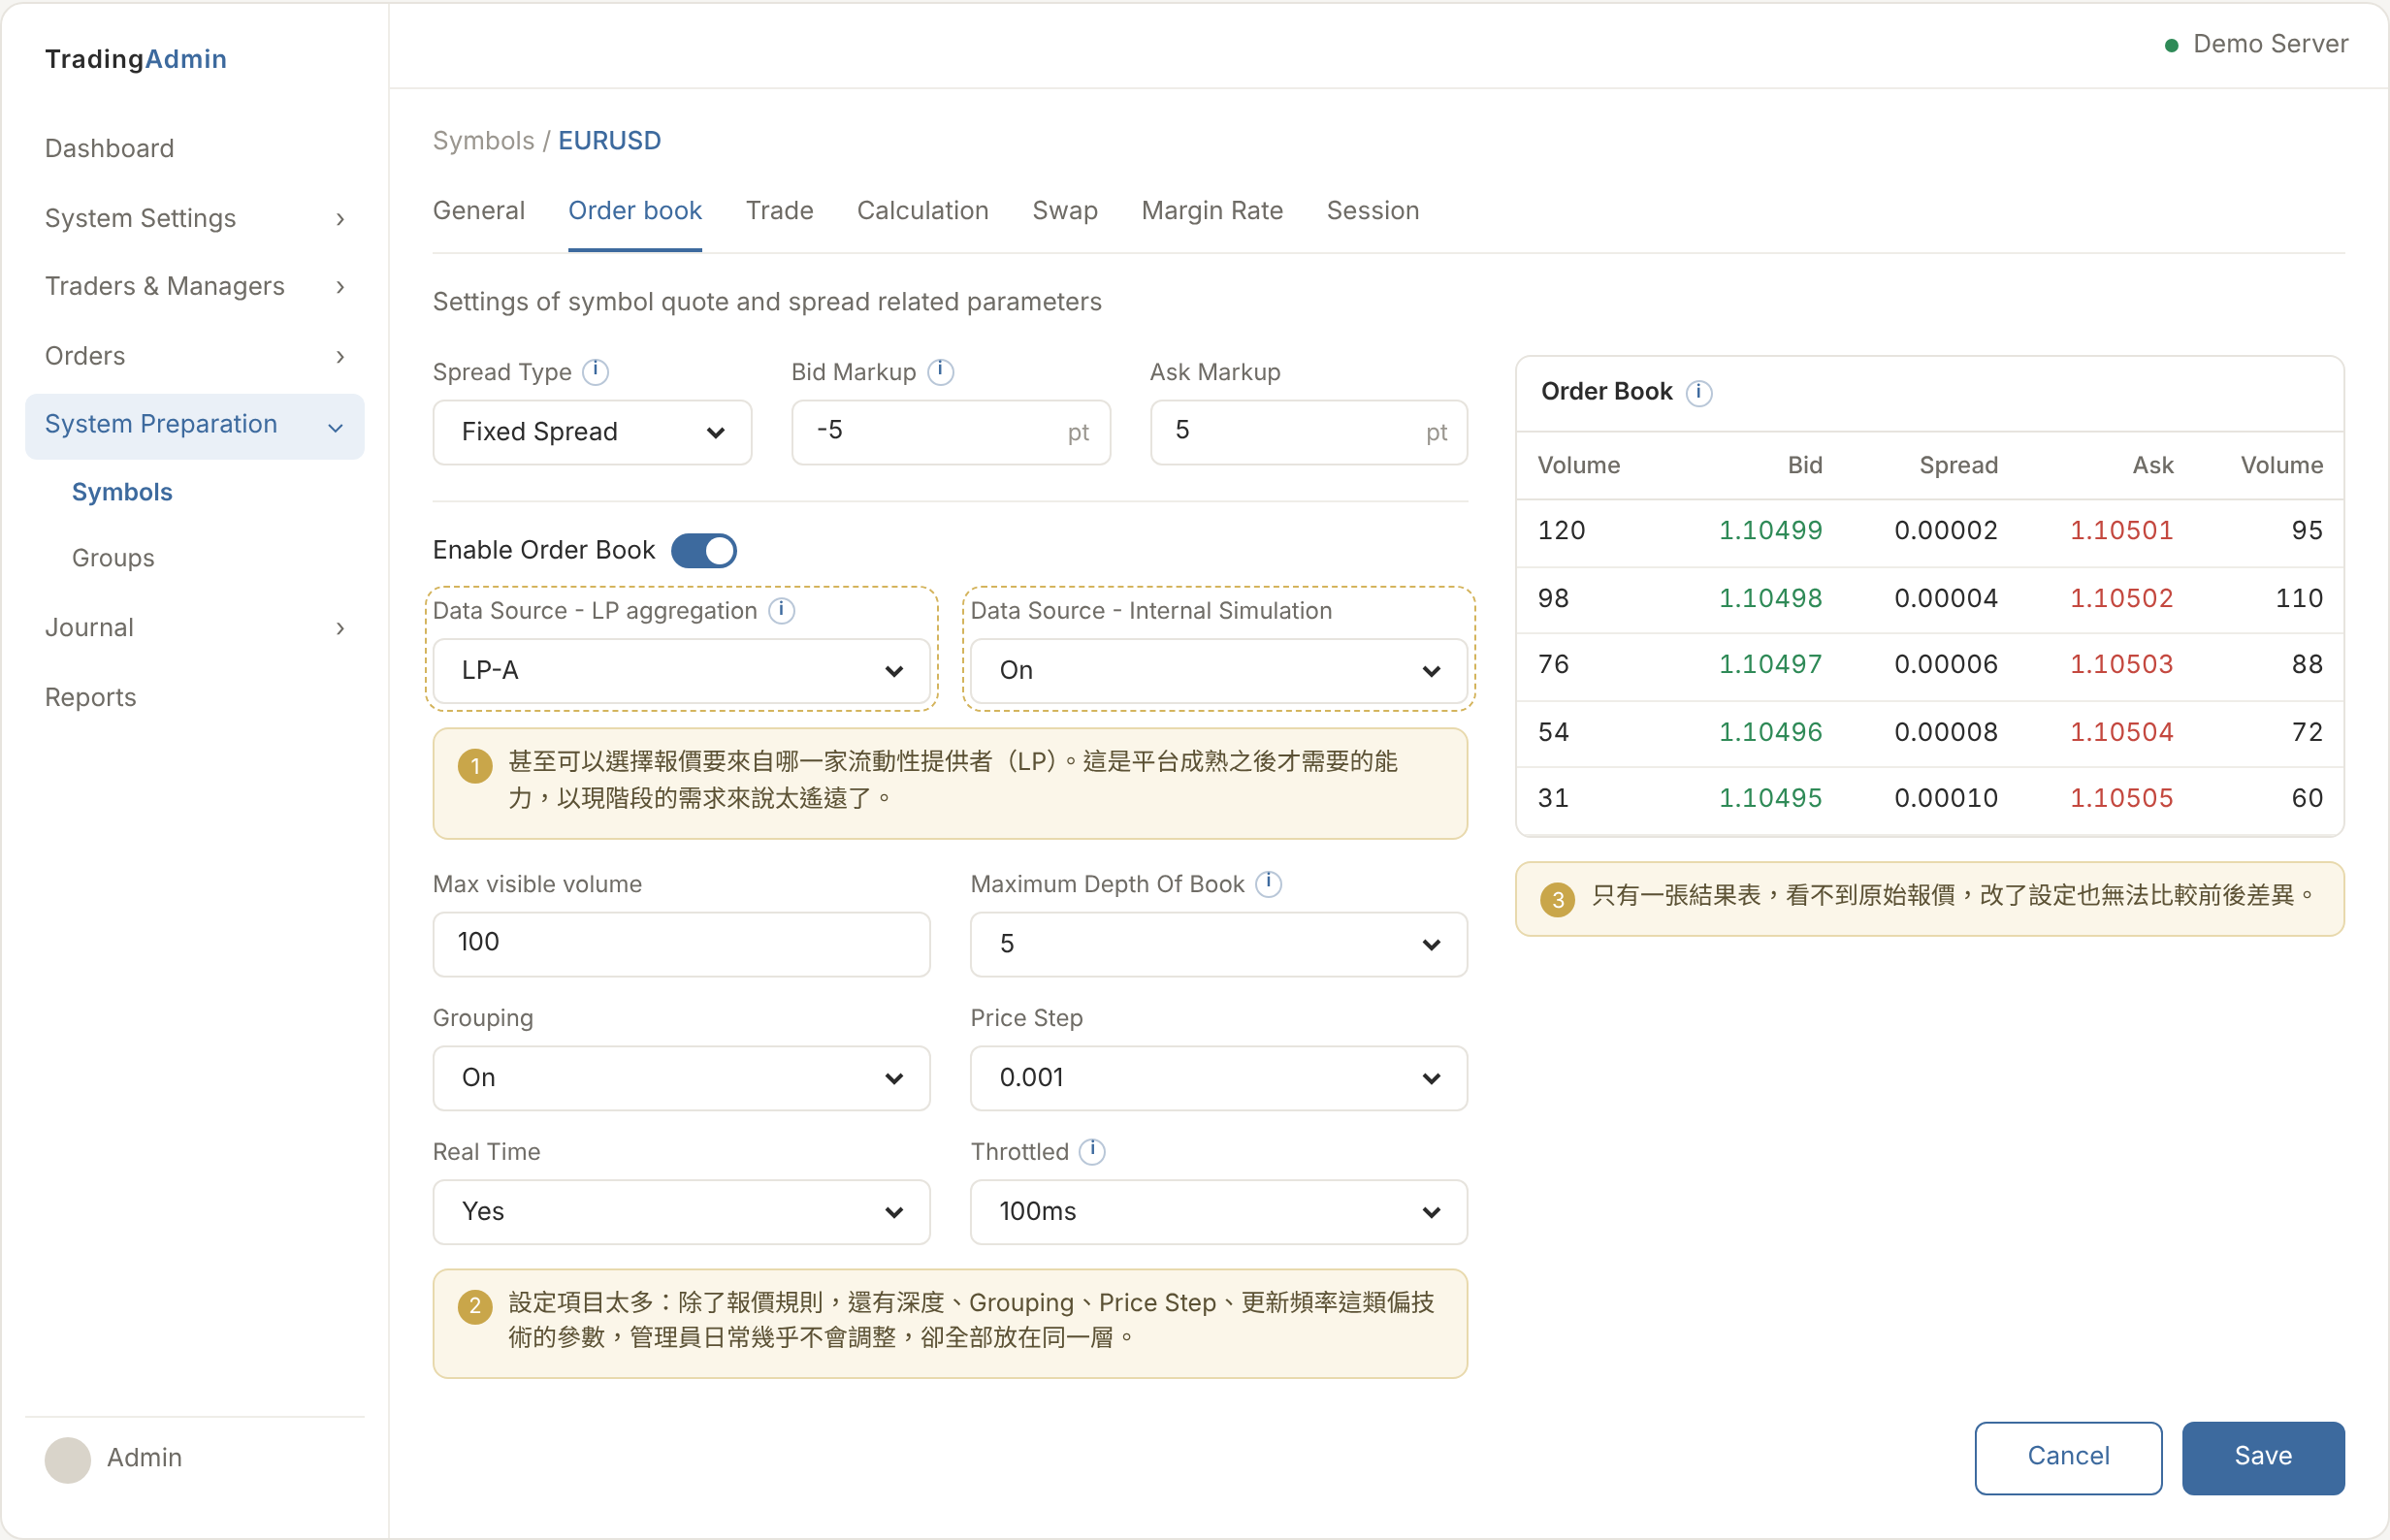 TradingAdmin
Demo Server
Dashboard
System Settings
Traders & Managers
Orders
System Preparation
Symbols
Groups
Journal
Reports
Admin
Symbols / EURUSD
General Order book Trade Calculation Swap Margin Rate Session
Settings of symbol quote and spread related parameters
Spread Type i Bid Markup i Ask Markup
Fixed Spread -5 pt 5 pt
Enable Order Book
Data Source - LP aggregation i Data Source - Internal Simulation
LP-A On
1 甚至可以選擇報價要來自哪一家流動性提供者（LP）。這是平台成熟之後才需要的能
力，以現階段的需求來說太遙遠了。
Max visible volume Maximum Depth Of Book i
100 5
Grouping Price Step
On 0.001
Real Time Throttled i
Yes 100ms
2 設定項目太多：除了報價規則，還有深度、Grouping、Price Step、更新頻率這類偏技
術的參數，管理員日常幾乎不會調整，卻全部放在同一層。
Order Book i
Volume Bid Spread Ask Volume
120 1.10499 0.00002 1.10501 95
98 1.10498 0.00004 1.10502 110
76 1.10497 0.00006 1.10503 88
54 1.10496 0.00008 1.10504 72
31 1.10495 0.00010 1.10505 60
3 只有一張結果表，看不到原始報價，改了設定也無法比較前後差異。
Cancel Save